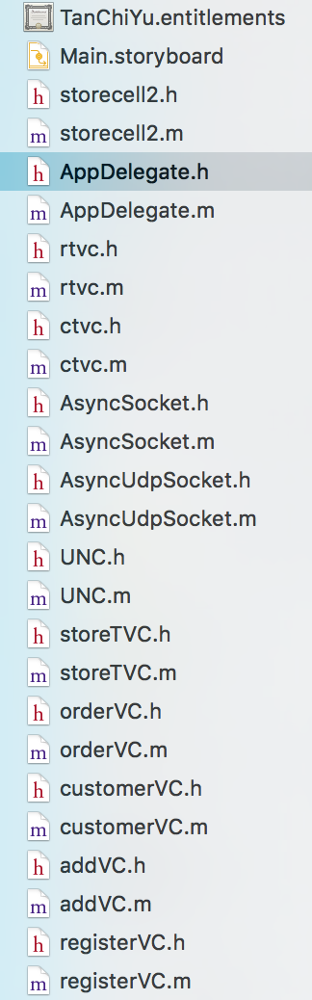 TanChiYu.entitlements
Main.storyboard
h storecell2.h
m storecell2.m
h AppDelegate.h
m AppDelegate.m
h rtvc.h
m rtvc.m
h ctvc.h
m ctvc.m
h AsyncSocket.h
m AsyncSocket.m
h AsyncUdpSocket.h
m AsyncUdpSocket.m
h UNC.h
m UNC.m
h storeTVC.h
m storeTVC.m
h orderVC.h
m orderVC.m
h customerVC.h
m customerVC.m
h addVC.h
m addVC.m
h registerVC.h
m registerVC.m